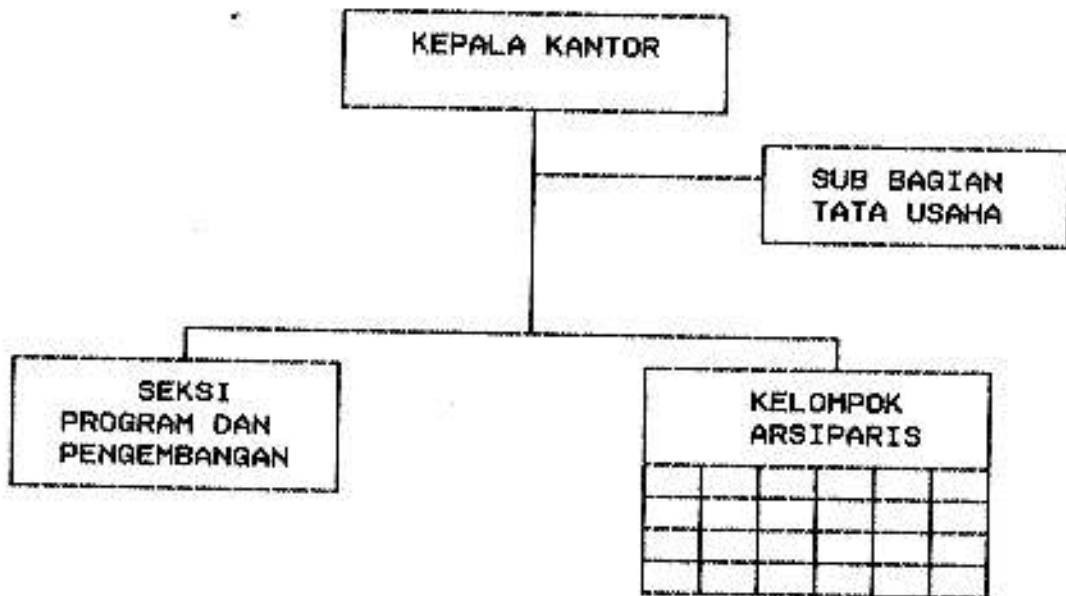 KEPALA KANTOR
SUB BAGIAN
TATA USAHA
SEKSI
PROGRAM DAN
PENGEMBANGAN
KELOMPOK
ARSIPARIS